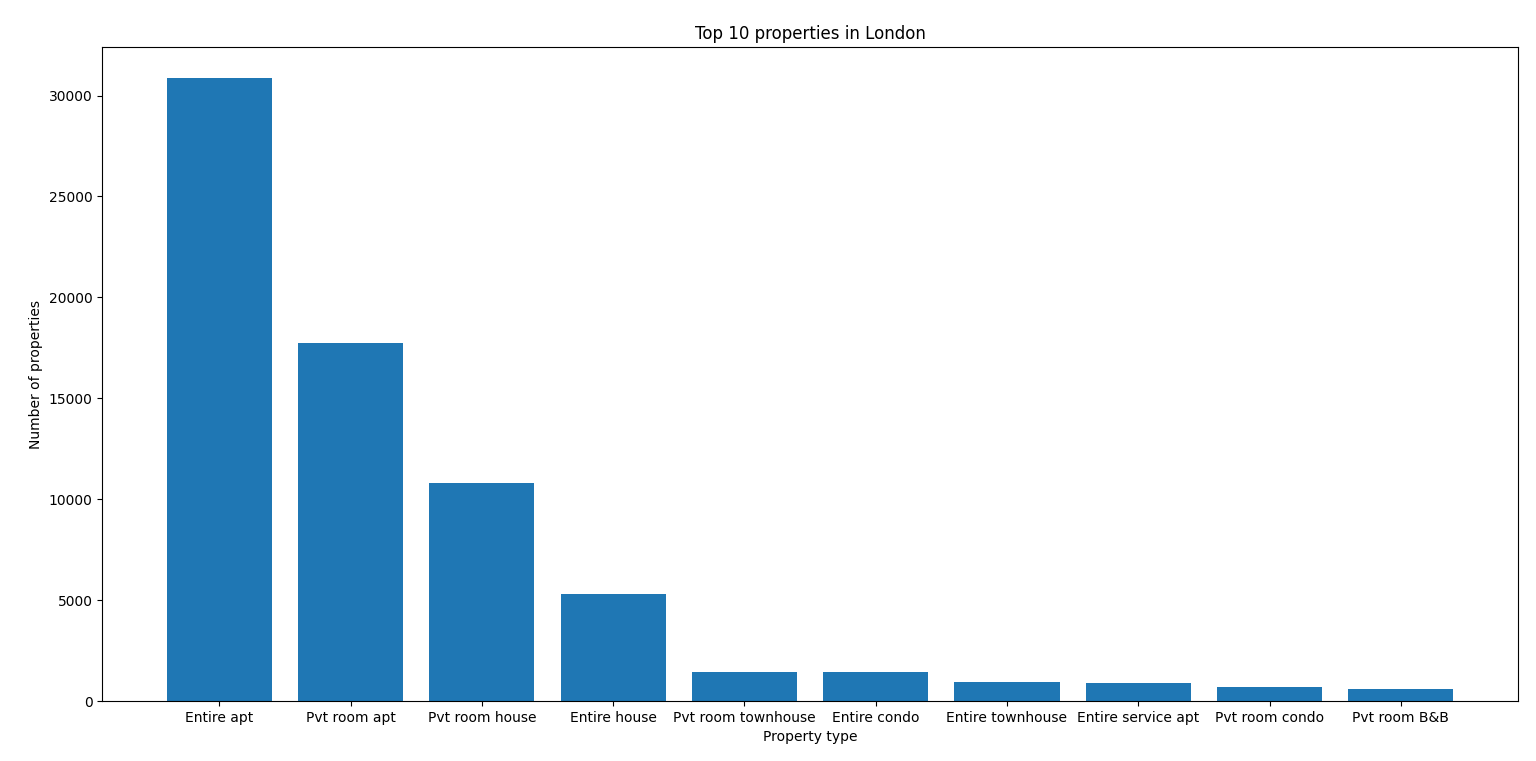 Top 10 properties in London
Number of properties
30000
25000
20000
15000
10000
5000
0
Entire apt Pvt room apt Pvt room house Entire house Pvt room townhouse Entire condo Entire townhouse Entire service apt Pvt room condo Pvt room B&B
Property type